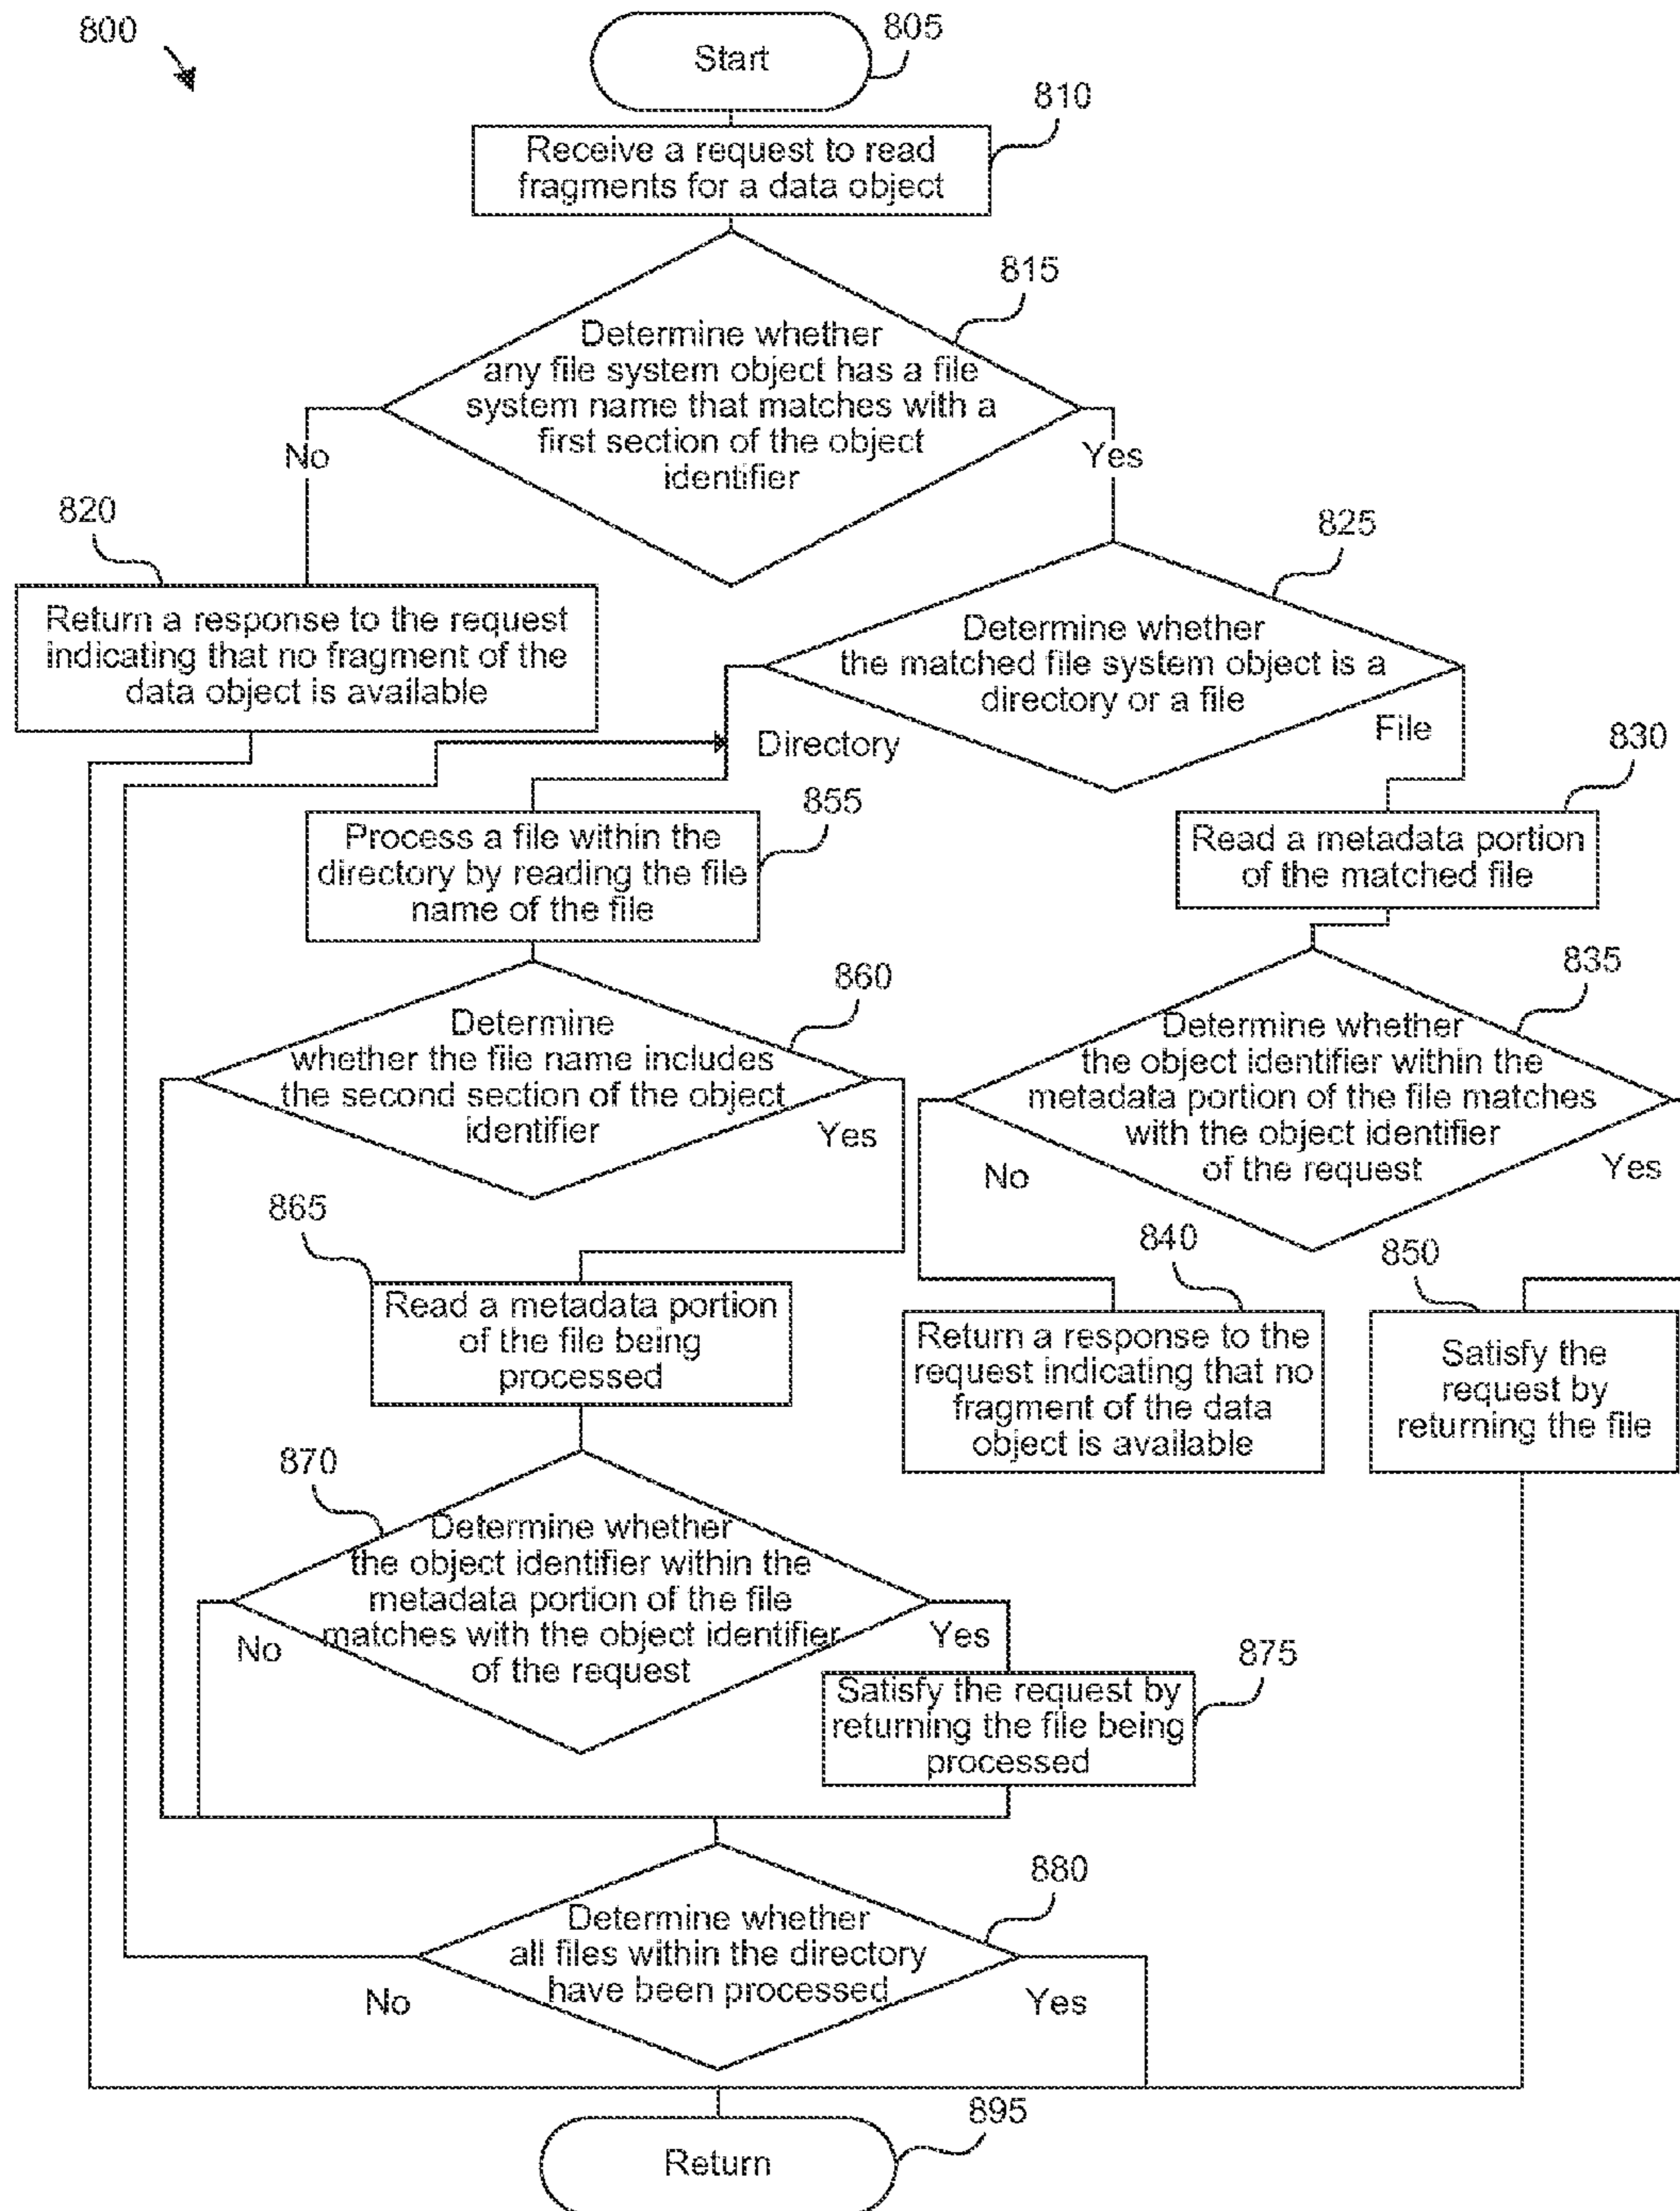 800
Start
805
810
Receive a request to read
fragments for a data object
815
Determine whether
any file system object has a file
system name that matches with a
first section of the object
identifier
No
Yes
820
825
Return a response to the request
indicating that no fragment of the
data object is available
Determine whether
the matched file system object is a
directory or a file
Directory
File
830
855
Process a file within the
directory by reading the file
name of the file
Read a metadata portion
of the matched file
860
835
Determine
whether the file name includes
the second section of the object
identifier
Yes
Determine whether
the object identifier within the
metadata portion of the file matches
with the object identifier
of the request
No
Yes
865
840
850
Read a metadata portion
of the file being
processed
Return a response to the
request indicating that no
fragment of the data
object is available
Satisfy the
request by
returning the file
870
Determine whether
the object identifier within the
metadata portion of the file
matches with the object identifier
of the request
No
Yes
875
Satisfy the request by
returning the file being
processed
880
Determine whether
all files within the directory
have been processed
No
Yes
895
Return